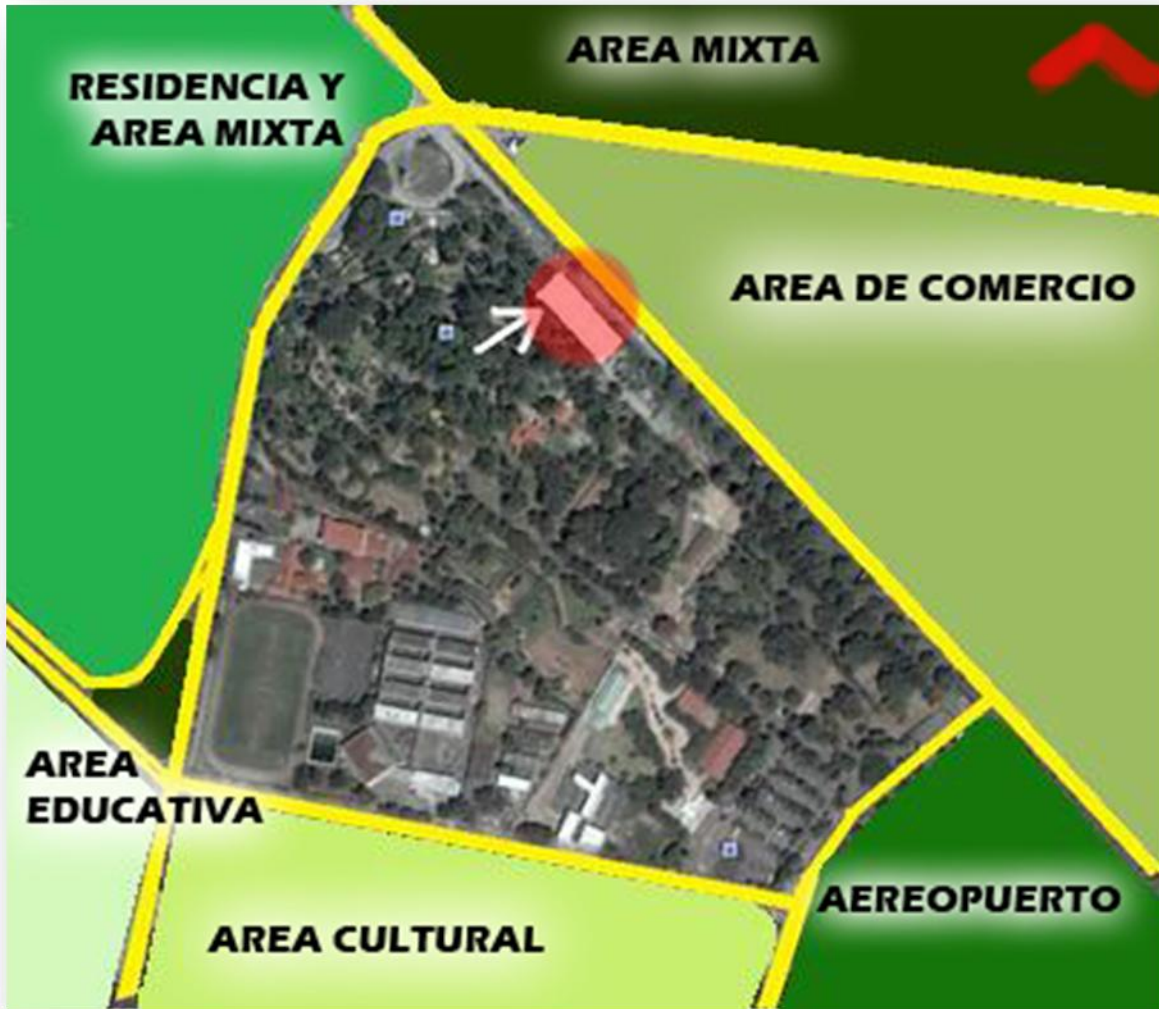 AREA MIXTA
RESIDENCIA Y
AREA MIXTA
AREA DE COMERCIO
AREA
EDUCATIVA
AEREOPUERTO
AREA CULTURAL